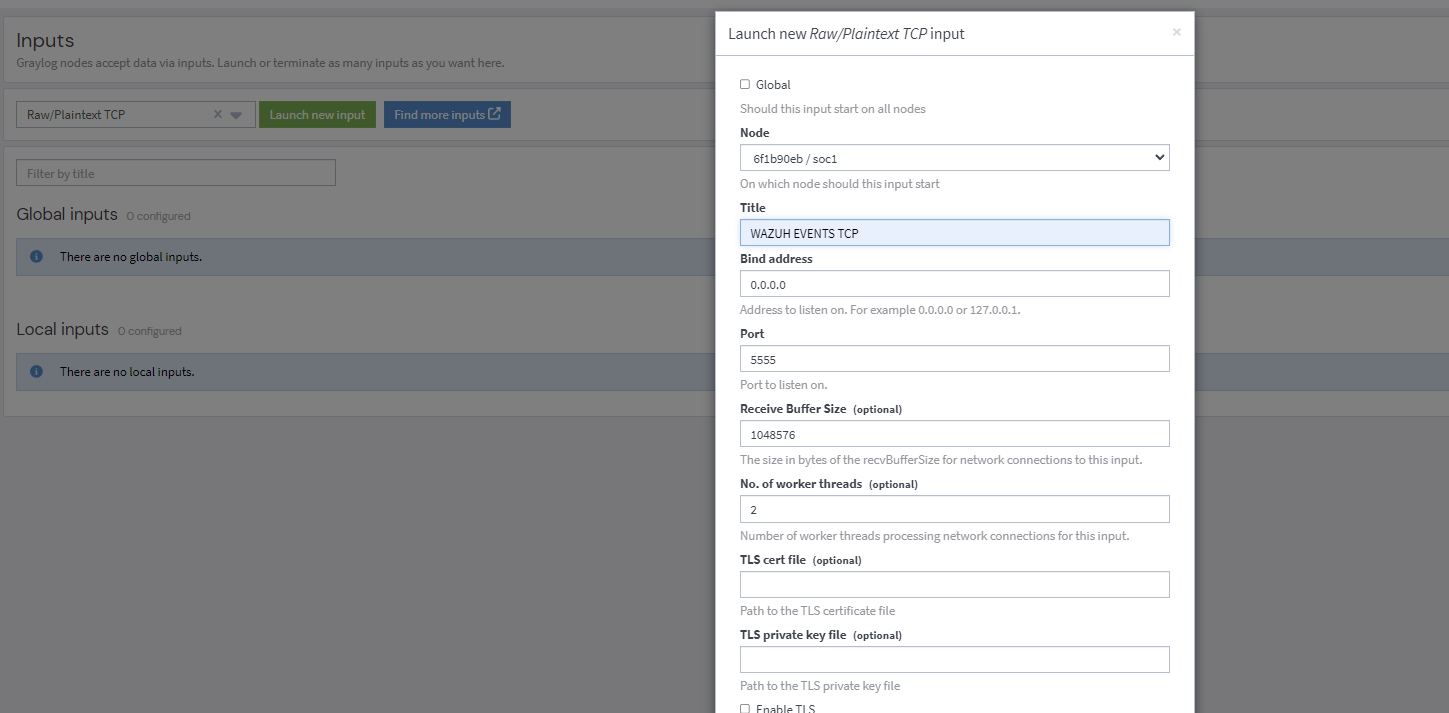 Inputs
Graylog nodes accept data via inputs. Launch or terminate as many inputs as you want here.
Raw/Plaintext TCP
Launch new input
Find more inputs
Filter by title
Global inputs 0 configured
There are no global inputs.
Local inputs 0 configured
There are no local inputs.
Launch new Raw/Plaintext TCP input
×
Global
Should this input start on all nodes
Node
6f1b90eb / soc1
On which node should this input start
Title
WAZUH EVENTS TCP
Bind address
0.0.0.0
Address to listen on. For example 0.0.0.0 or 127.0.0.1.
Port
5555
Port to listen on.
Receive Buffer Size (optional)
1048576
The size in bytes of the recvBufferSize for network connections to this input.
No. of worker threads (optional)
2
Number of worker threads processing network connections for this input.
TLS cert file (optional)
Path to the TLS certificate file
TLS private key file (optional)
Path to the TLS private key file
Enable TLS